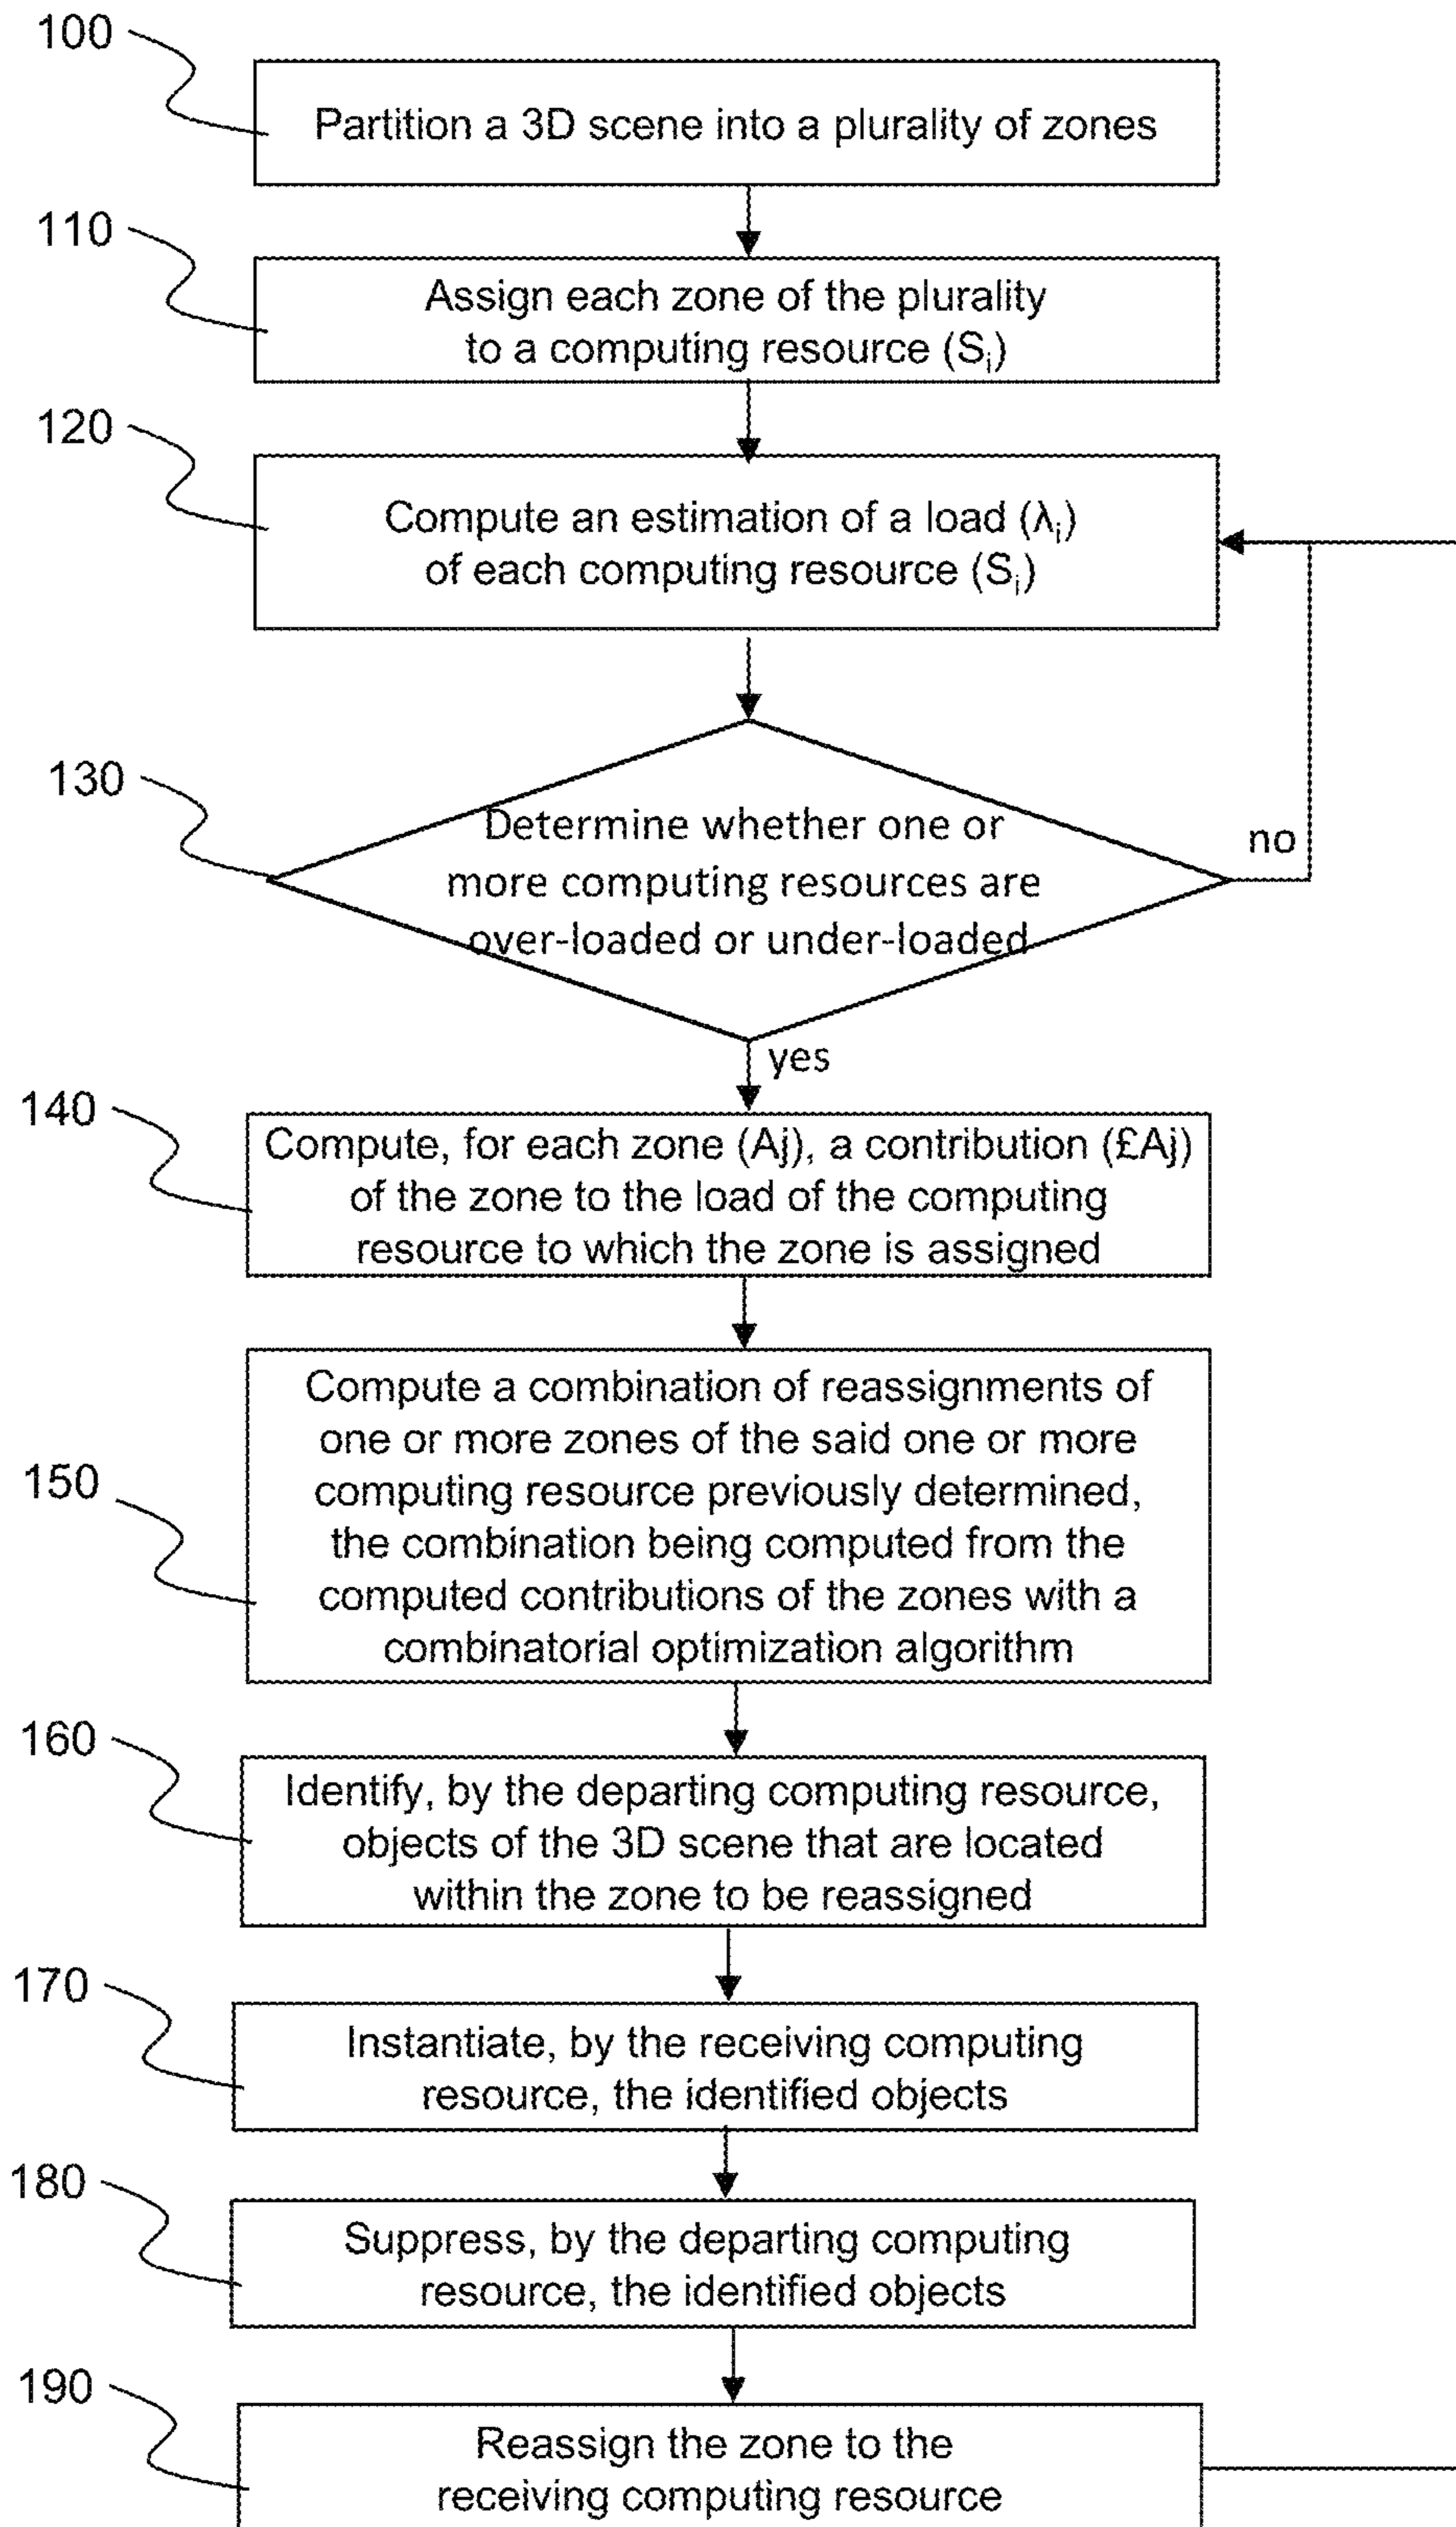 100
Partition a 3D scene into a plurality of zones
110
Assign each zone of the plurality
to a computing resource (Si)
120
Compute an estimation of a load (λi)
of each computing resource (Si)
130
Determine whether one or
more computing resources are
over-loaded or under-loaded
no
yes
140
Compute, for each zone (Aj), a contribution (£Aj)
of the zone to the load of the computing
resource to which the zone is assigned
150
Compute a combination of reassignments of
one or more zones of the said one or more
computing resource previously determined,
the combination being computed from the
computed contributions of the zones with a
combinatorial optimization algorithm
160
Identify, by the departing computing resource,
objects of the 3D scene that are located
within the zone to be reassigned
170
Instantiate, by the receiving computing
resource, the identified objects
180
Suppress, by the departing computing
resource, the identified objects
190
Reassign the zone to the
receiving computing resource